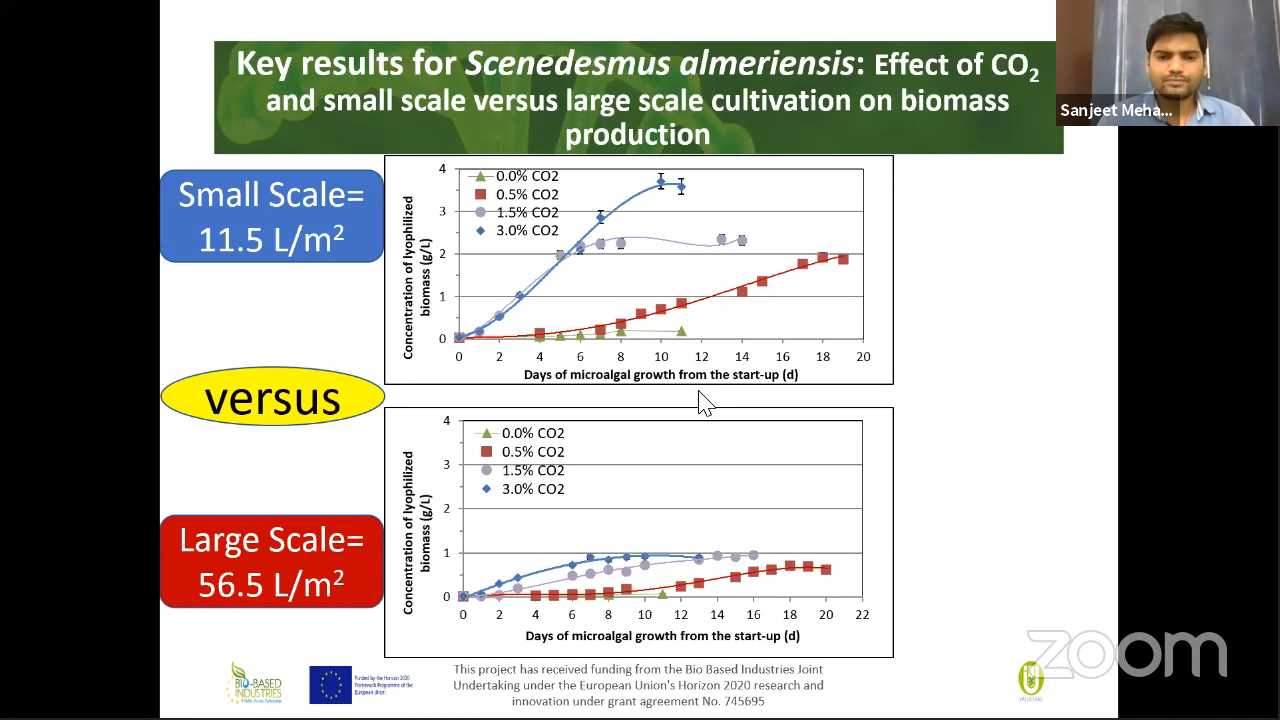 Key results for Scenedesmus almeriensis: Effect of CO2
and small scale versus large scale cultivation on biomass
production
Sanjeet Meha...
Small Scale=
11.5 L/m²
versus
Large Scale=
56.5 L/m²
Concentration of lyophilized
biomass (g/L)
4
3
2
1
0
0.0% CO2
0.5% CO2
1.5% CO2
3.0% CO2
0 2 4 6 8 10 12 14 16 18 20
Days of microalgal growth from the start-up (d)
Concentration of lyophilized
biomass (g/L)
4
3
2
1
0
0.0% CO2
0.5% CO2
1.5% CO2
3.0% CO2
0 2 4 6 8 10 12 14 16 18 20 22
Days of microalgal growth from the start-up (d)
BIO-BASED
INDUSTRIES
Public-Private Partnership
Funded by the Horizon 2020
Framework Programme of the
European Union
This project has received funding from the Bio Based Industries Joint
Undertaking under the European Union's Horizon 2020 research and
innovation under grant agreement No. 745695
VALUEMAG
zoom